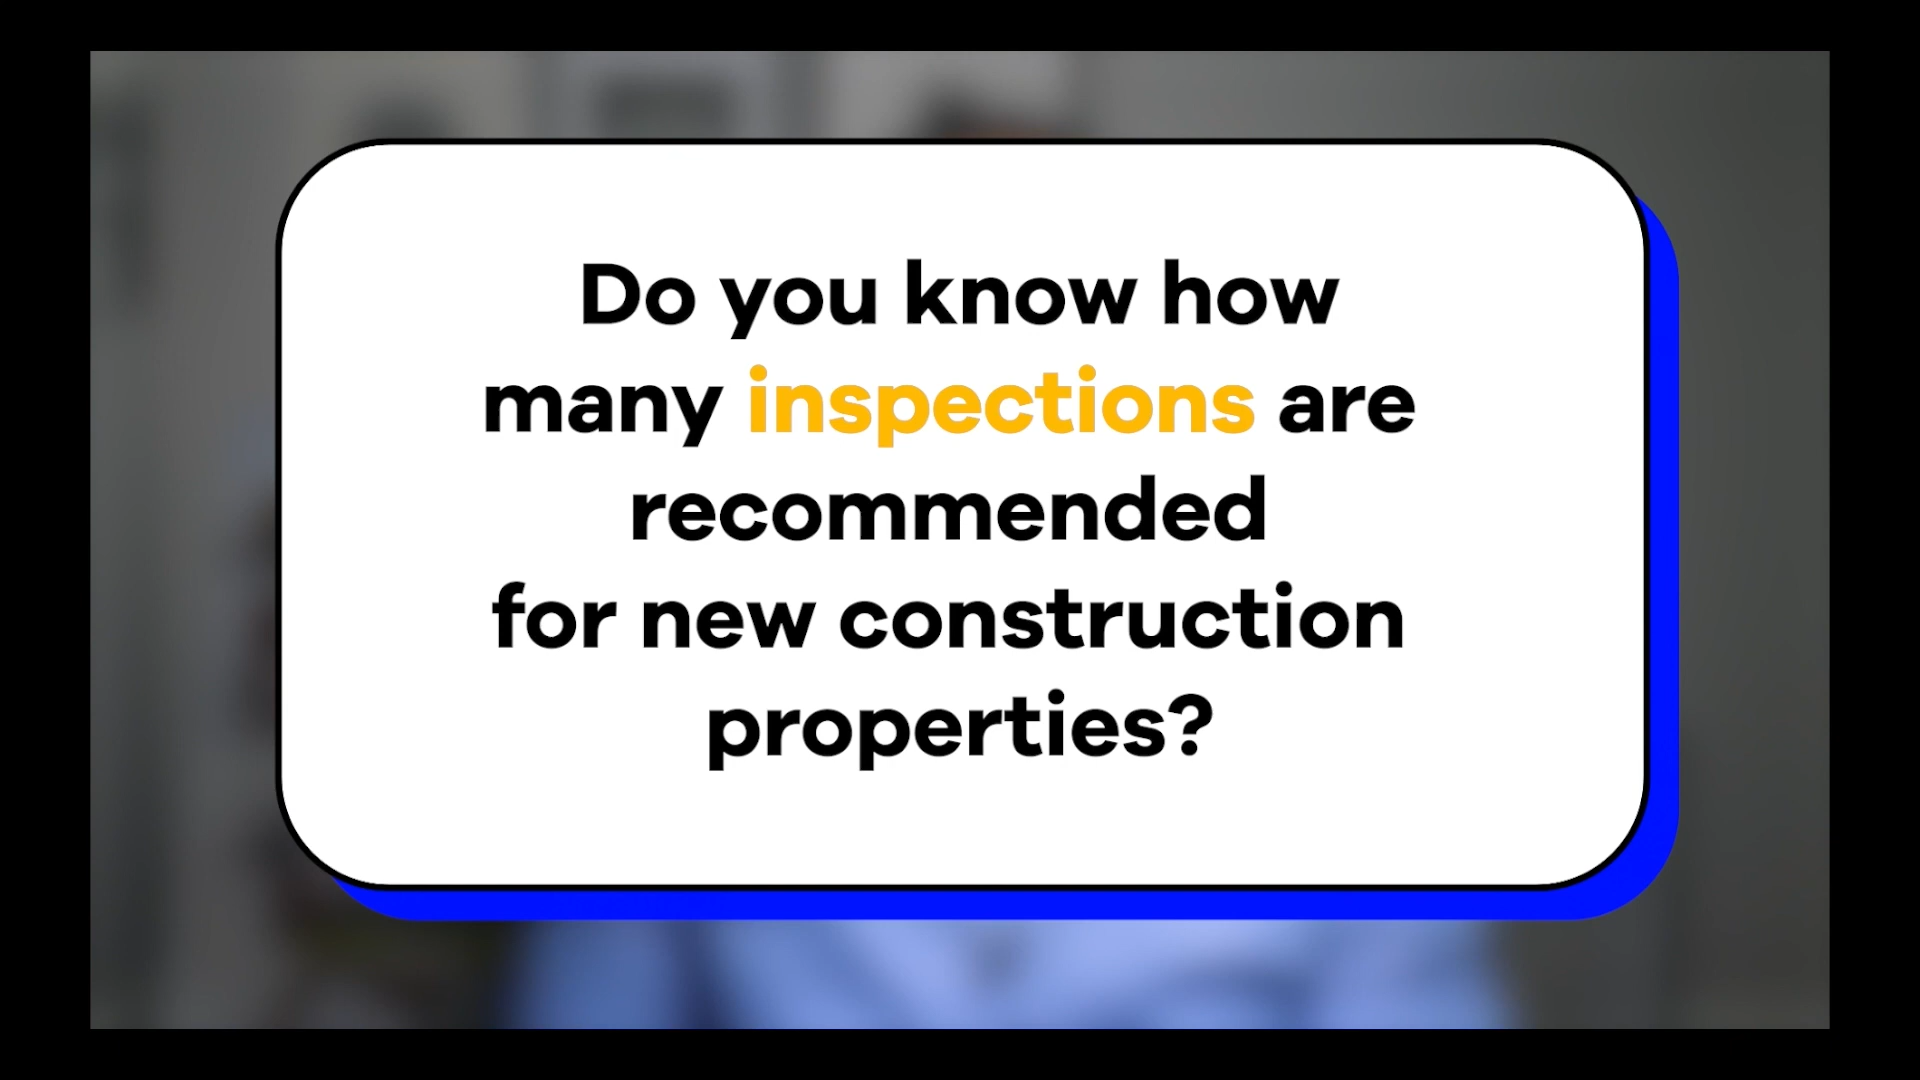 Do you know how
many inspections are
recommended
for new construction
properties?